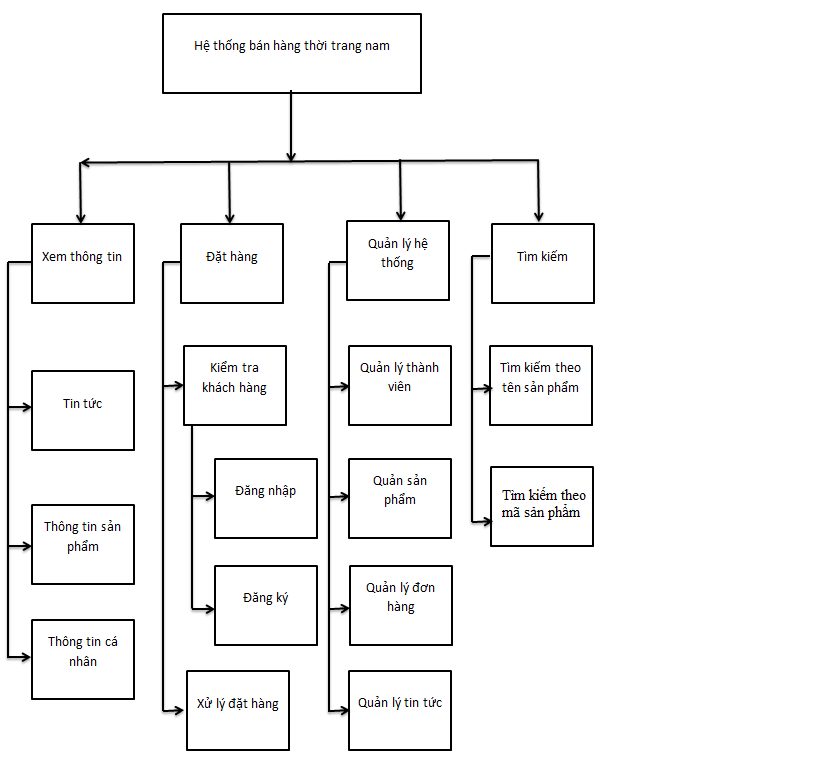 Hệ thống bán hàng thời trang nam
Xem thông tin
Đặt hàng
Quản lý hệ
thống
Tìm kiếm
Tin tức
Thông tin sản
phẩm
Thông tin cá
nhân
Kiểm tra
khách hàng
Đăng nhập
Đăng ký
Xử lý đặt hàng
Quản lý thành
viên
Quản sản
phẩm
Quản lý đơn
hàng
Quản lý tin tức
Tìm kiếm theo
tên sản phẩm
Tìm kiếm theo
mã sản phẩm